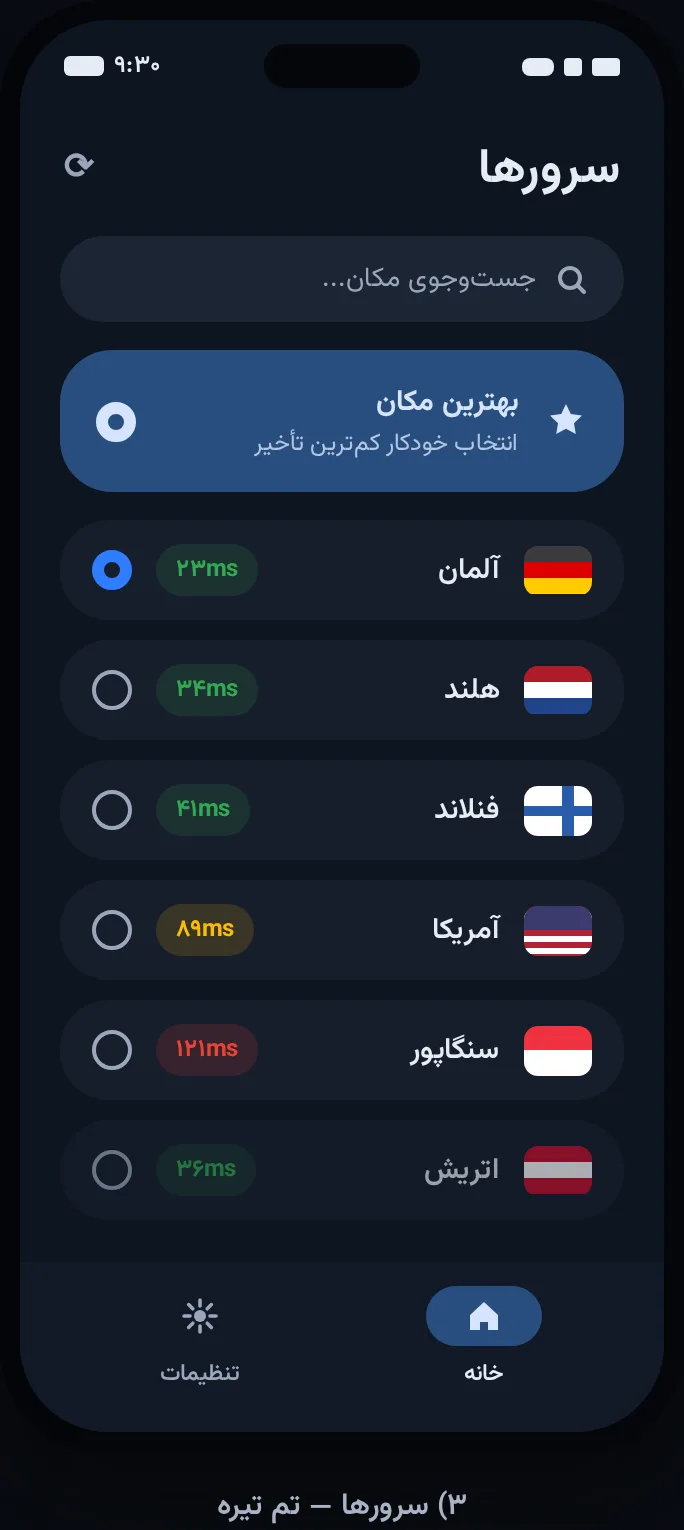 ۹:۳۰
سرورها
جست‌وجوی مکان...
بهترین مکان
انتخاب خودکار کم‌ترین تأخیر
آلمان
۲۳ms
هلند
۳۴ms
فنلاند
۴۱ms
آمریکا
۸۹ms
سنگاپور
۱۲۱ms
اتریش
۳۶ms
خانه
تنظیمات
۳) سرورها — تم تیره